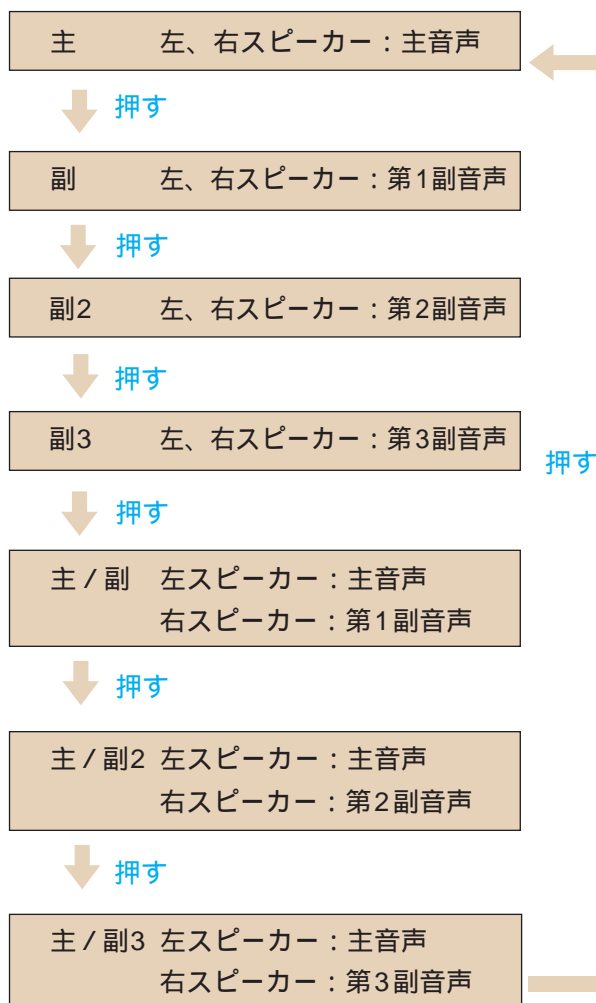 主 左、右スピーカー：主音声
押す
副 左、右スピーカー：第1副音声
押す
副2 左、右スピーカー：第2副音声
押す
副3 左、右スピーカー：第3副音声
押す
押す
主/副 左スピーカー：主音声
右スピーカー：第1副音声
押す
主/副2 左スピーカー：主音声
右スピーカー：第2副音声
押す
主/副3 左スピーカー：主音声
右スピーカー：第3副音声